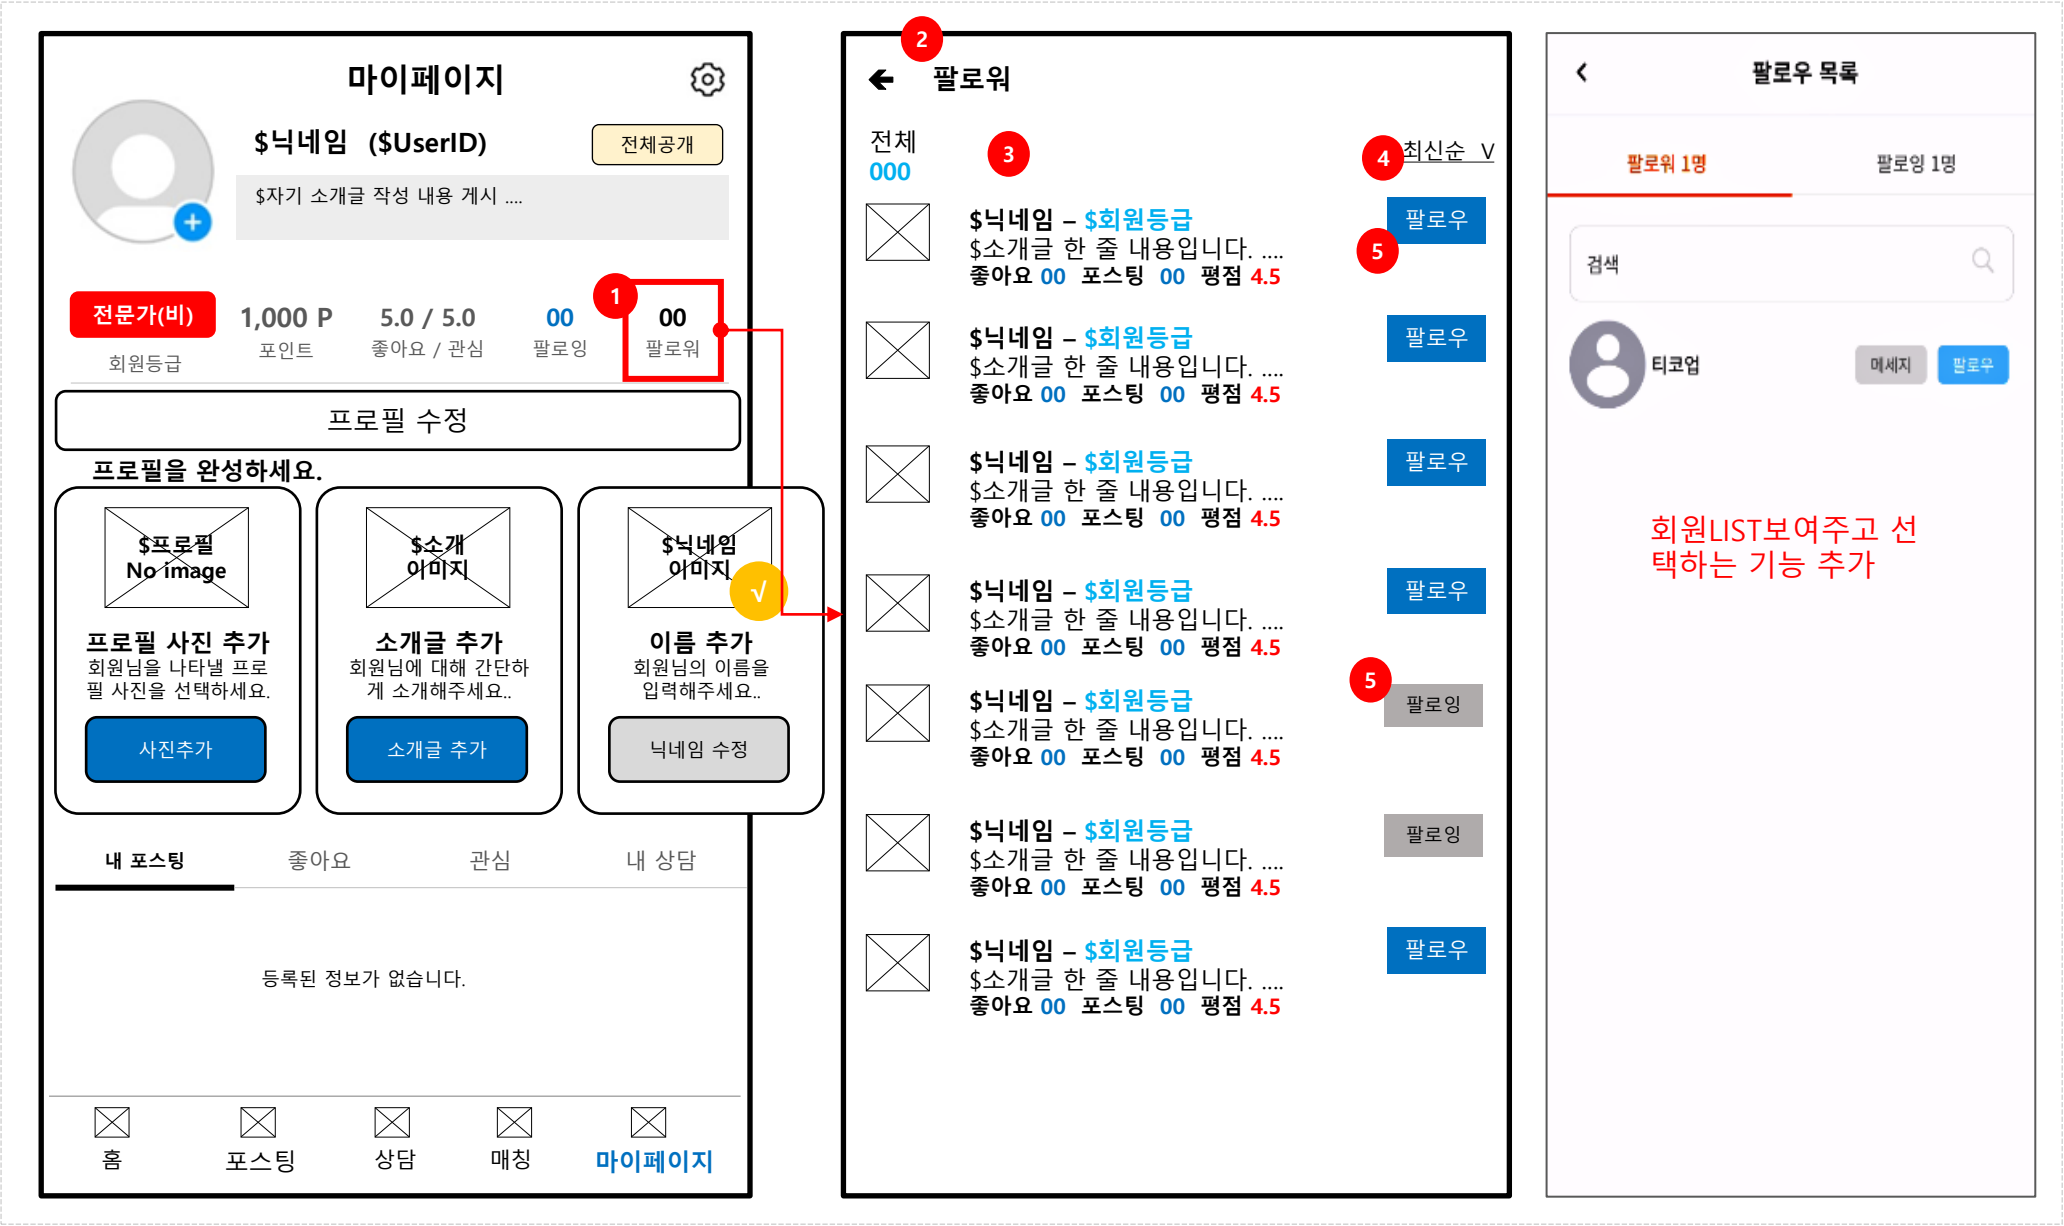 마이페이지
$닉네임 ($UserID)
전체공개
$자기 소개글 작성 내용 게시 ....
+
1
전문가(비)
회원등급
1,000 P
포인트
5.0 / 5.0
좋아요 / 관심
00
팔로잉
00
팔로워
프로필 수정
프로필을 완성하세요.
$프로필
No image
프로필 사진 추가
회원님을 나타낼 프로
필 사진을 선택하세요.
사진추가
$소개
이미지
소개글 추가
회원님에 대해 간단하
게 소개해주세요..
소개글 추가
$닉네임
이미지
√
이름 추가
회원님의 이름을
입력해주세요..
닉네임 수정
내 포스팅
좋아요
관심
내 상담
등록된 정보가 없습니다.
홈
포스팅
상담
매칭
마이페이지
2
팔로워
전체
000
3
4
최신순 V
$닉네임 – $회원등급
$소개글 한 줄 내용입니다. ....
좋아요 00 포스팅 00 평점 4.5
팔로우
5
$닉네임 – $회원등급
$소개글 한 줄 내용입니다. ....
좋아요 00 포스팅 00 평점 4.5
팔로우
$닉네임 – $회원등급
$소개글 한 줄 내용입니다. ....
좋아요 00 포스팅 00 평점 4.5
팔로우
$닉네임 – $회원등급
$소개글 한 줄 내용입니다. ....
좋아요 00 포스팅 00 평점 4.5
팔로우
$닉네임 – $회원등급
$소개글 한 줄 내용입니다. ....
좋아요 00 포스팅 00 평점 4.5
5
팔로잉
$닉네임 – $회원등급
$소개글 한 줄 내용입니다. ....
좋아요 00 포스팅 00 평점 4.5
팔로잉
$닉네임 – $회원등급
$소개글 한 줄 내용입니다. ....
좋아요 00 포스팅 00 평점 4.5
팔로우
팔로우 목록
팔로워 1명
팔로잉 1명
검색
티코업
메세지
팔로우
회원LIST보여주고 선
택하는 기능 추가